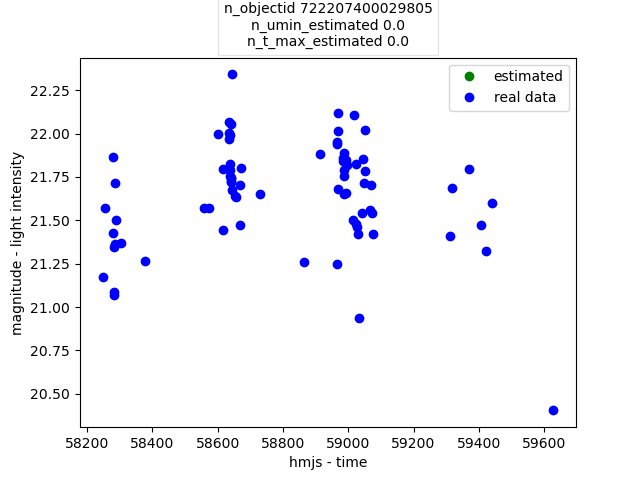 n_objectid 722207400029805
n_umin_estimated 0.0
n_t_max_estimated 0.0
estimated
real data
magnitude - light intensity
22.25
22.00
21.75
21.50
21.25
21.00
20.75
20.50
58200 58400 58600 58800 59000 59200 59400 59600
hmjs - time